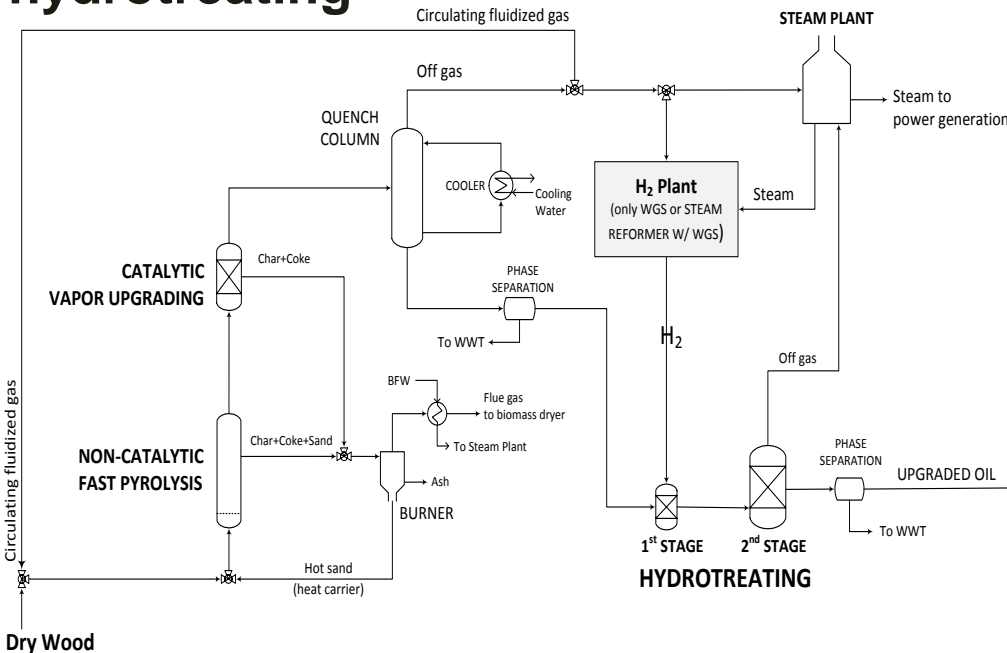 hydrotreating
Circulating fluidized gas
STEAM PLANT
Off gas
Steam to
power generation
QUENCH
COLUMN
COOLER
Cooling
Water
H2 Plant
(only WGS or STEAM
REFORMER W/ WGS)
Steam
CATALYTIC
VAPOR UPGRADING
Char+Coke
PHASE
SEPARATION
To WWT
H2
Off gas
Circulating fluidized gas
BFW
Flue gas
to biomass dryer
To Steam Plant
NON-CATALYTIC
FAST PYROLYSIS
Char+Coke+Sand
Ash
BURNER
PHASE
SEPARATION
UPGRADED OIL
To WWT
1st STAGE
2nd STAGE
HYDROTREATING
Hot sand
(heat carrier)
Dry Wood